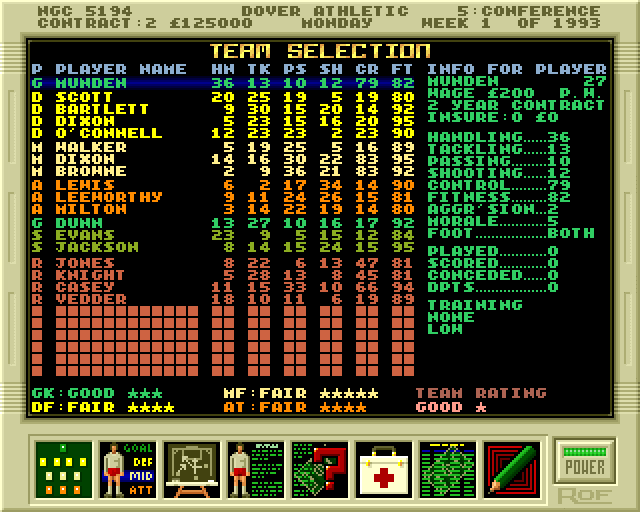 NGC 5194 DOVER ATHLETIC 5:CONFERENCE
CONTRACT:2 £125000 MONDAY WEEK 1 OF 1993
TEAM SELECTION
P PLAYER NAME HN TK PS SH CR FT INFO FOR PLAYER
G MUNDEN 36 13 10 12 79 82 MUNDEN 27
D SCOTT 20 25 19 5 19 80 WAGE £200 P.W.
D BARTLETT 9 30 15 20 14 92 2 YEAR CONTRACT
D DIXON 5 23 15 16 20 95 INSURE:0 £0
D O'CONNELL 12 23 23 2 23 90
M WALKER 5 19 25 5 16 89 HANDLING...36
M DIXON 14 16 30 22 83 95 TACKLING...13
M BROWNE 2 9 36 21 83 92 PASSING....10
A LEWIS 6 2 17 34 14 90 SHOOTING...12
A LEEWORTHY 9 11 24 26 15 81 CONTROL....79
A MILTON 3 14 22 19 14 80 FITNESS....82
G DUNN 13 27 10 16 17 92 AGGR'SION..2
S EVANS 23 9 5 15 12 84 MORALE.....5
S JACKSON 8 14 15 24 15 95 FOOT....BOTH
R JONES 8 22 6 13 47 81 PLAYED.....0
R KNIGHT 5 28 13 8 45 81 SCORED.....0
R CASEY 11 15 33 10 66 94 CONCEDED...0
R VEDDER 18 10 11 6 19 89 DPTS.......0
TRAINING
NONE
LOW
GK:GOOD ★★★ MF:FAIR ★★★★★ TEAM RATING
DF:FAIR ★★★★ AT:FAIR ★★★★ GOOD ★
GOAL
DEF
MID
ATT
POWER
ROE